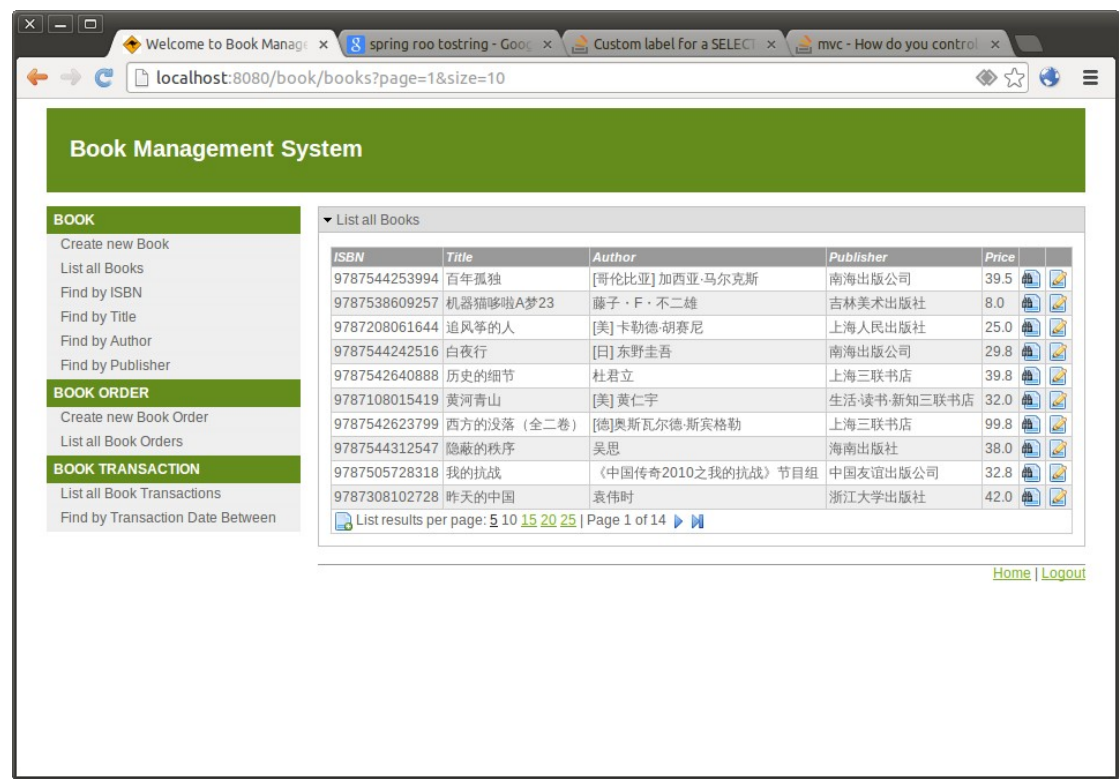 Welcome to Book Manage
spring roo tostring - Goog
Custom label for a SELECT
mvc - How do you control
localhost:8080/book/books?page=1&size=10
Book Management System
BOOK
Create new Book
List all Books
Find by ISBN
Find by Title
Find by Author
Find by Publisher
BOOK ORDER
Create new Book Order
List all Book Orders
BOOK TRANSACTION
List all Book Transactions
Find by Transaction Date Between
List all Books
ISBN Title Author Publisher Price
9787544253994 百年孤独 [哥伦比亚] 加西亚·马尔克斯 南海出版公司 39.5
9787538609257 机器猫哆啦A梦23 藤子・F・不二雄 吉林美术出版社 8.0
9787208061644 追风筝的人 [美] 卡勒德·胡赛尼 上海人民出版社 25.0
9787544242516 白夜行 [日] 东野圭吾 南海出版公司 29.8
9787542640888 历史的细节 杜君立 上海三联书店 39.8
9787108015419 黄河青山 [美] 黄仁宇 生活·读书·新知三联书店 32.0
9787542623799 西方的没落（全二卷） [德]奥斯瓦尔德·斯宾格勒 上海三联书店 99.8
9787544312547 隐蔽的秩序 吴思 海南出版社 38.0
9787505728318 我的抗战 《中国传奇2010之我的抗战》节目组 中国友谊出版公司 32.8
9787308102728 昨天的中国 袁伟时 浙江大学出版社 42.0
List results per page: 5 10 15 20 25 | Page 1 of 14
Home | Logout